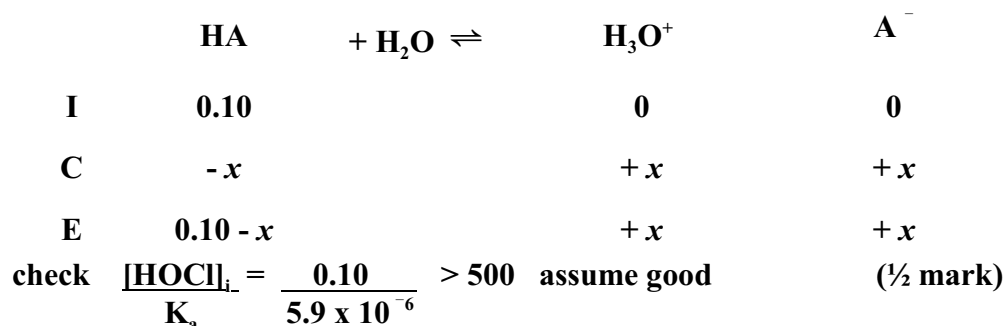 HA + H₂O ⇌ H₃O⁺ A⁻
I 0.10 0 0
C - x + x + x
E 0.10 - x + x + x
check [HOCl]ᵢ = 0.10 > 500 assume good (½ mark)
Kₐ 5.9 x 10⁻⁶